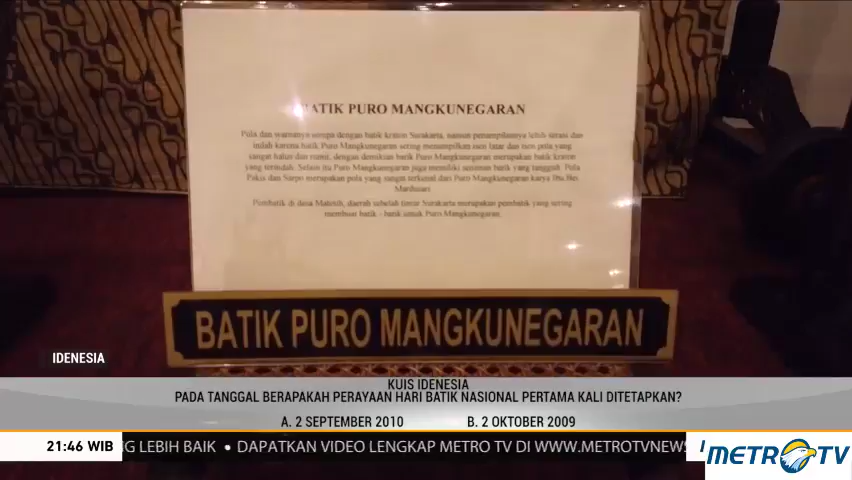 BATIK PURO MANGKUNEGARAN
Pola dan warnanya serupa dengan batik kraton Surakarta, namun penampilannya lebih serasi dan
indah karena batik Puro Mangkunegaran sering menampilkan isen latar dan isen pola yang
sangat halus dan rumit, dengan demikian batik Puro Mangkunegaran merupakan batik kraton
yang terindah. Selain itu Puro Mangkunegaran juga memiliki seniman batik yang tangguh. Pola
Pakis dan Sarpo merupakan pola yang sangat terkenal dari Puro Mangkunegaran karya Ibu Bei
Mardusari
Pembatik di desa Matesih, daerah sebelah timur Surakarta merupakan pembatik yang sering
membuat batik - batik untuk Puro Mangkunegaran.
BATIK PURO MANGKUNEGARAN
IDENESIA
KUIS IDENESIA
PADA TANGGAL BERAPAKAH PERAYAAN HARI BATIK NASIONAL PERTAMA KALI DITETAPKAN?
A. 2 SEPTEMBER 2010 B. 2 OKTOBER 2009
21:46 WIB G LEBIH BAIK • DAPATKAN VIDEO LENGKAP METRO TV DI WWW.METROTVNEWS
METRO TV